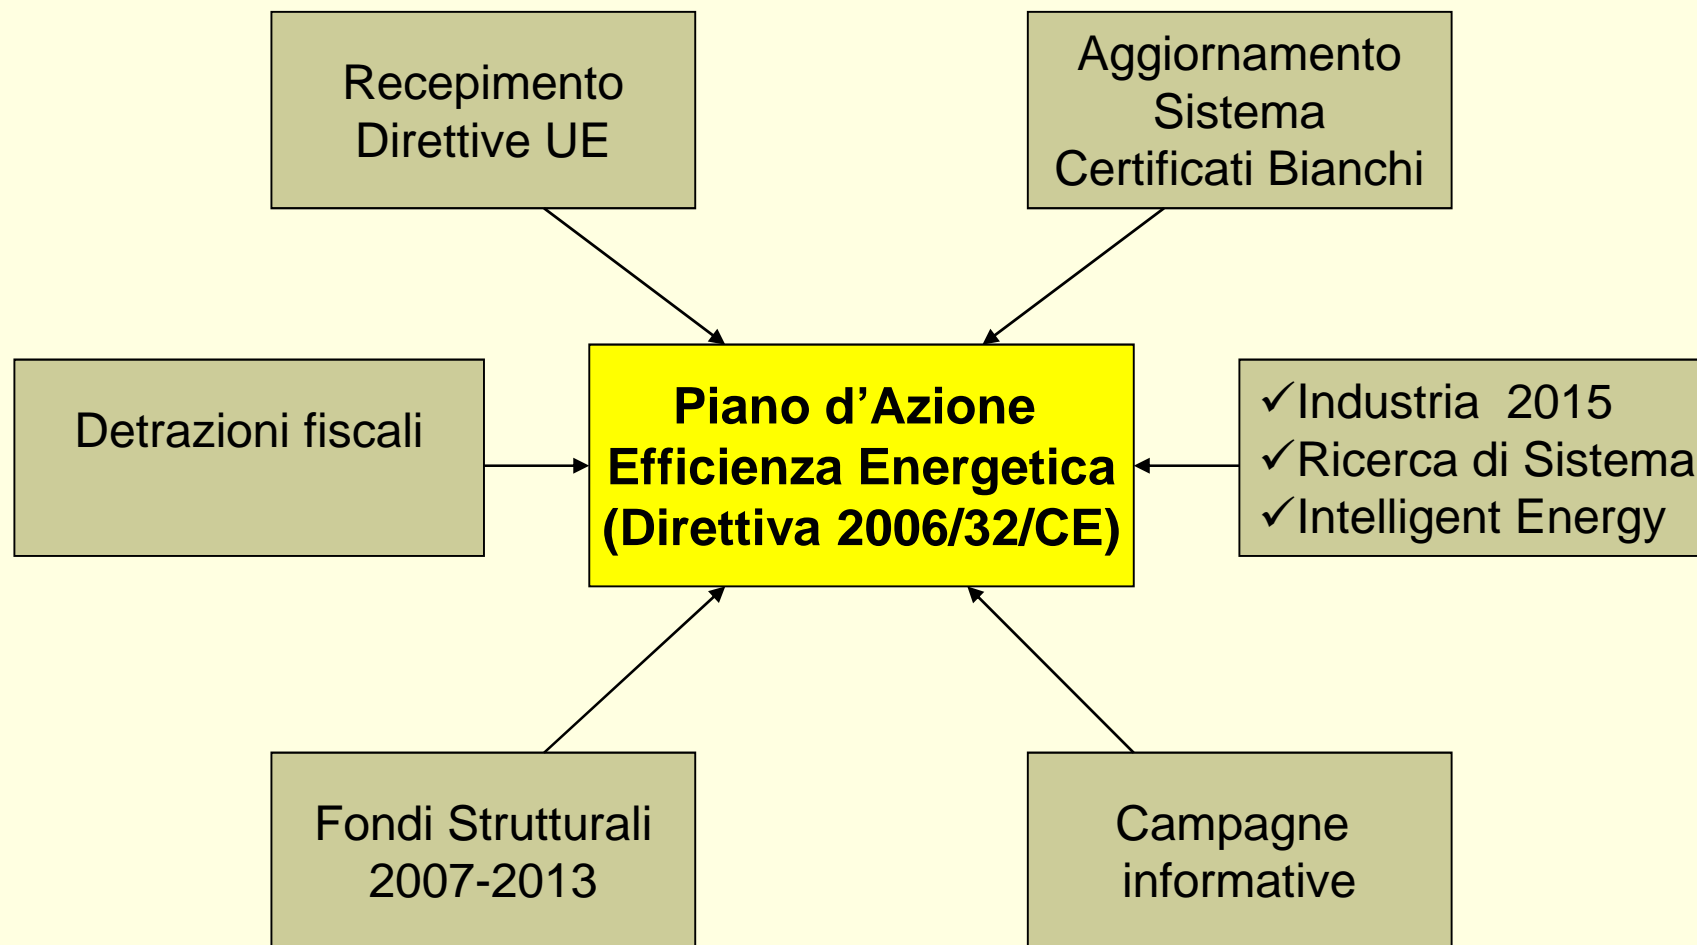 Recepimento
Direttive UE
Aggiornamento
Sistema
Certificati Bianchi
Detrazioni fiscali
Piano d’Azione
Efficienza Energetica
(Direttiva 2006/32/CE)
✓Industria 2015
✓Ricerca di Sistema
✓Intelligent Energy
Fondi Strutturali
2007-2013
Campagne
informative